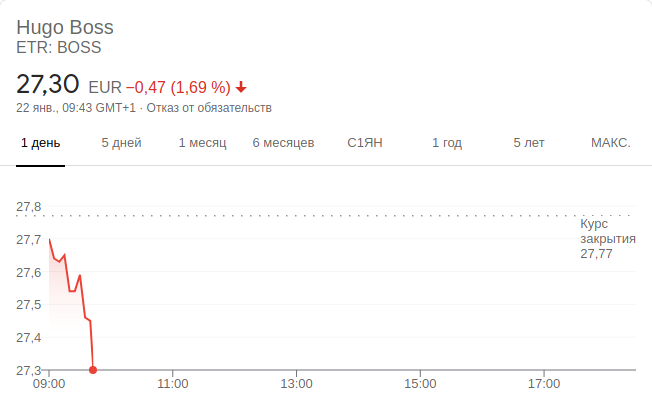 Hugo Boss
ETR: BOSS
27,30 EUR −0,47 (1,69 %)
22 янв., 09:43 GMT+1 · Отказ от обязательств
1 день 5 дней 1 месяц 6 месяцев С1ЯН 1 год 5 лет МАКС.
27,8
Курс
закрытия
27,77
27,7
27,6
27,5
27,4
27,3
09:00 11:00 13:00 15:00 17:00